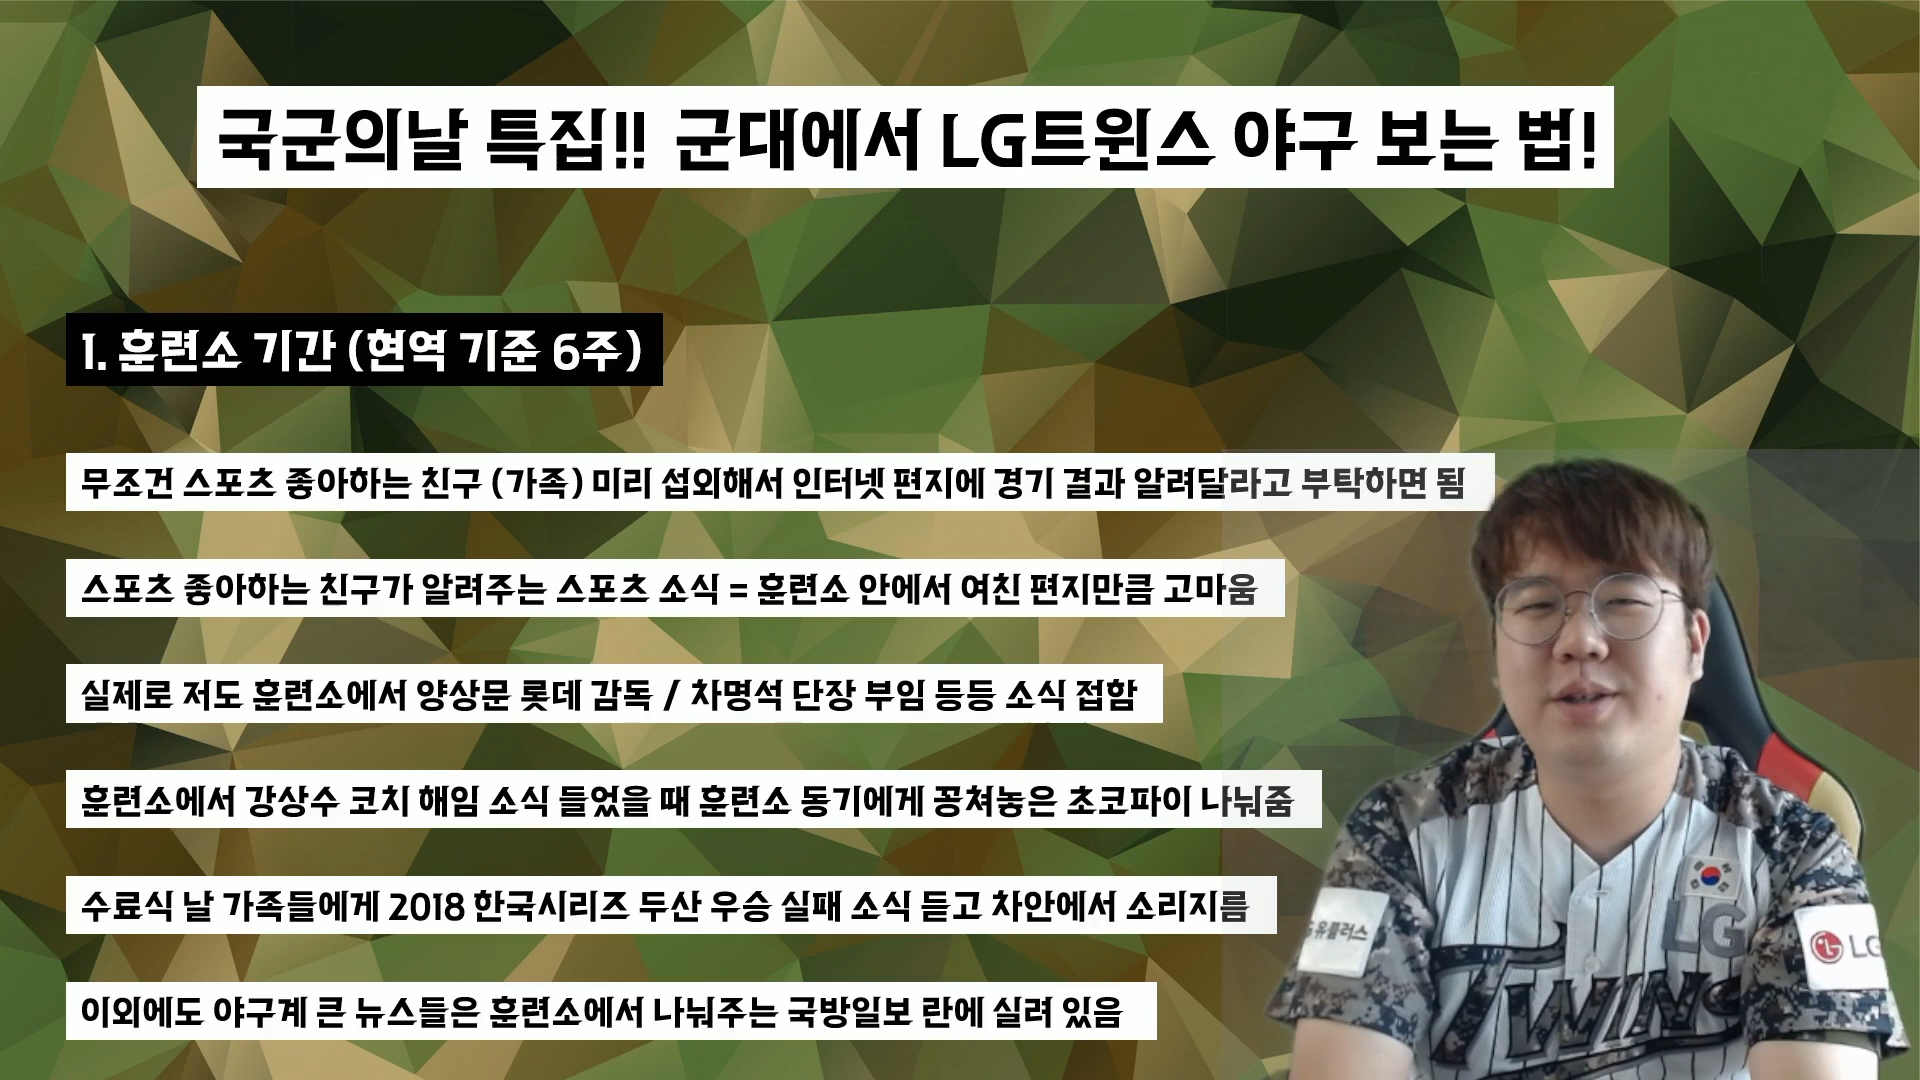 국군의날 특집!! 군대에서 LG트윈스 야구 보는 법!
1. 훈련소 기간 (현역 기준 6주)
무조건 스포츠 좋아하는 친구 (가족) 미리 섭외해서 인터넷 편지에 경기 결과 알려달라고 부탁하면 됨
스포츠 좋아하는 친구가 알려주는 스포츠 소식 = 훈련소 안에서 여친 편지만큼 고마움
실제로 저도 훈련소에서 양상문 롯데 감독 / 차명석 단장 부임 등등 소식 접함
훈련소에서 강상수 코치 해임 소식 들었을 때 훈련소 동기에게 꽁쳐놓은 초코파이 나눠줌
수료식 날 가족들에게 2018 한국시리즈 두산 우승 실패 소식 듣고 차안에서 소리지름
이외에도 야구계 큰 뉴스들은 훈련소에서 나눠주는 국방일보 란에 실려 있음
LG
유플러스
LG
TWINS